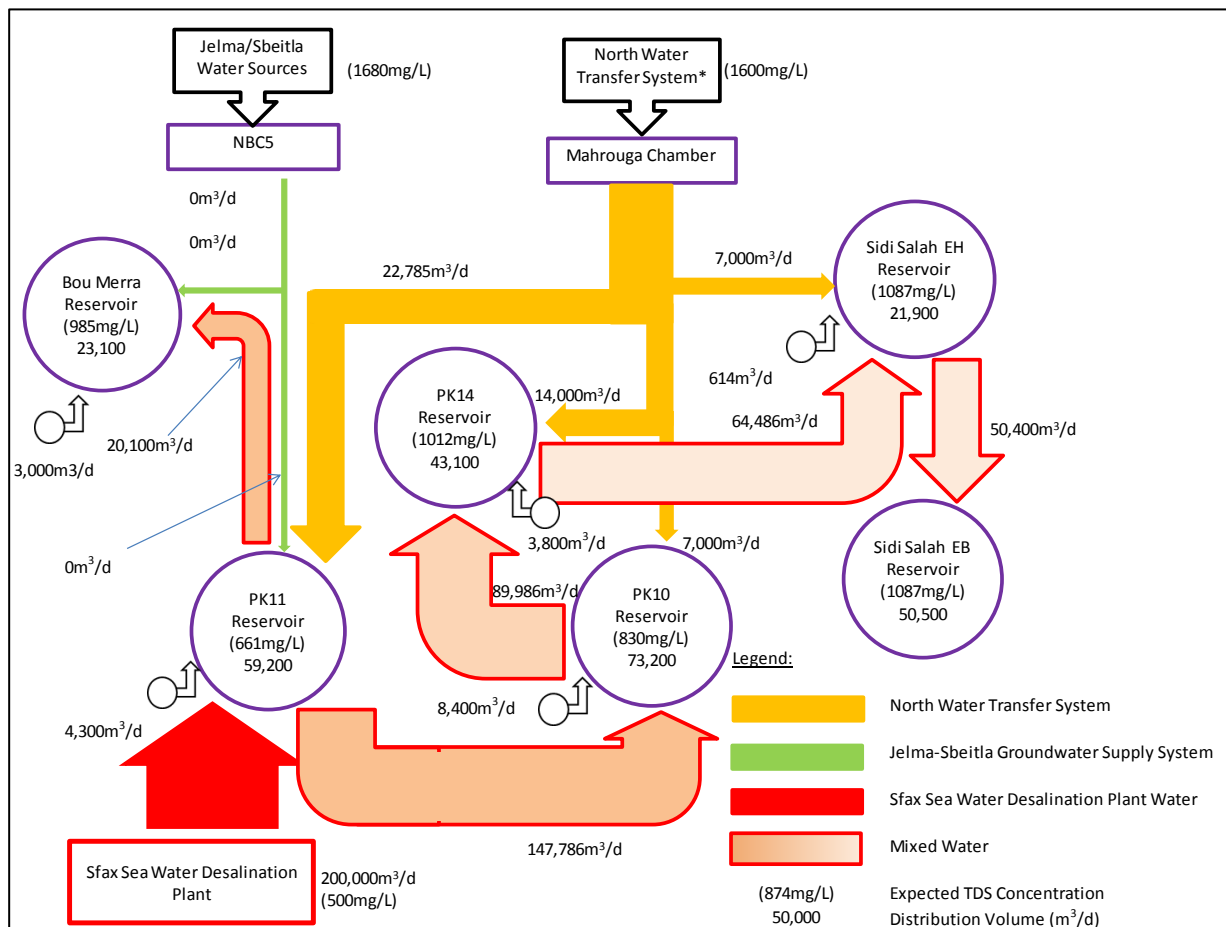 Jelma/Sbeitla
Water Sources
(1680mg/L)
North Water
Transfer System*
(1600mg/L)
NBC5
Mahrouga Chamber
0m³/d
0m³/d
22,785m³/d
7,000m³/d
Sidi Salah EH
Reservoir
(1087mg/L)
21,900
Bou Merra
Reservoir
(985mg/L)
23,100
PK14
Reservoir
(1012mg/L)
43,100
14,000m³/d
614m³/d
64,486m³/d
50,400m³/d
20,100m³/d
3,000m3/d
3,800m³/d
7,000m³/d
0m³/d
Sidi Salah EB
Reservoir
(1087mg/L)
50,500
PK11
Reservoir
(661mg/L)
59,200
89,986m³/d
PK10
Reservoir
(830mg/L)
73,200
4,300m³/d
8,400m³/d
147,786m³/d
Sfax Sea Water Desalination
Plant
200,000m³/d
(500mg/L)
Legend:
North Water Transfer System
Jelma-Sbeitla Groundwater Supply System
Sfax Sea Water Desalination Plant Water
Mixed Water
(874mg/L) Expected TDS Concentration
50,000 Distribution Volume (m³/d)